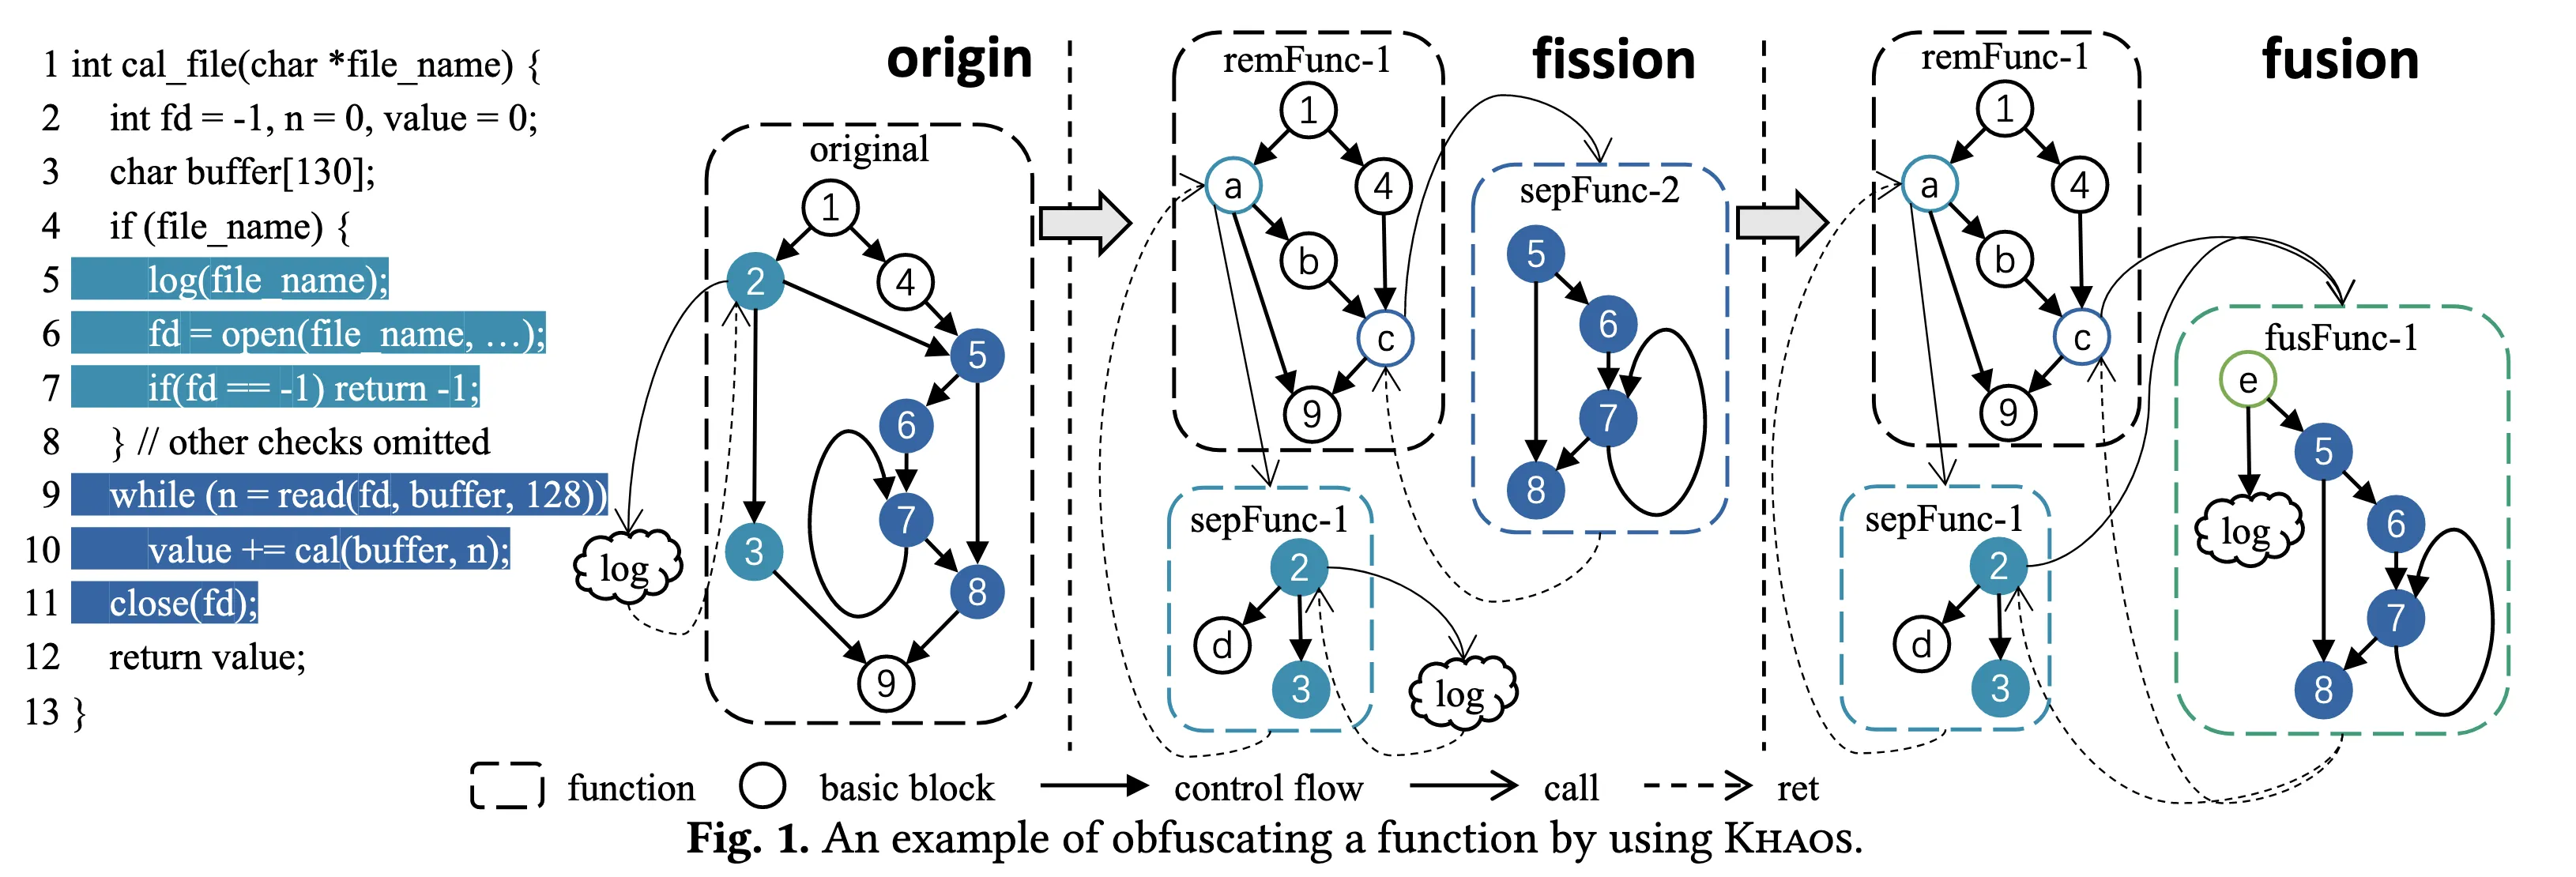 1 int cal_file(char *file_name) {
2 int fd = -1, n = 0, value = 0;
3 char buffer[130];
4 if (file_name) {
5 log(file_name);
6 fd = open(file_name, …);
7 if(fd == -1) return -1;
8 } // other checks omitted
9 while (n = read(fd, buffer, 128))
10 value += cal(buffer, n);
11 close(fd);
12 return value;
13 }
origin
original
1
2
4
5
6
7
3
8
9
log
fission
remFunc-1
1
a
4
b
c
9
sepFunc-2
5
6
7
8
sepFunc-1
2
d
3
log
fusion
remFunc-1
1
a
4
b
c
9
sepFunc-1
2
d
3
fusFunc-1
e
5
log
6
7
8
function
basic block
control flow
call
ret
Fig. 1. An example of obfuscating a function by using KHAOS.